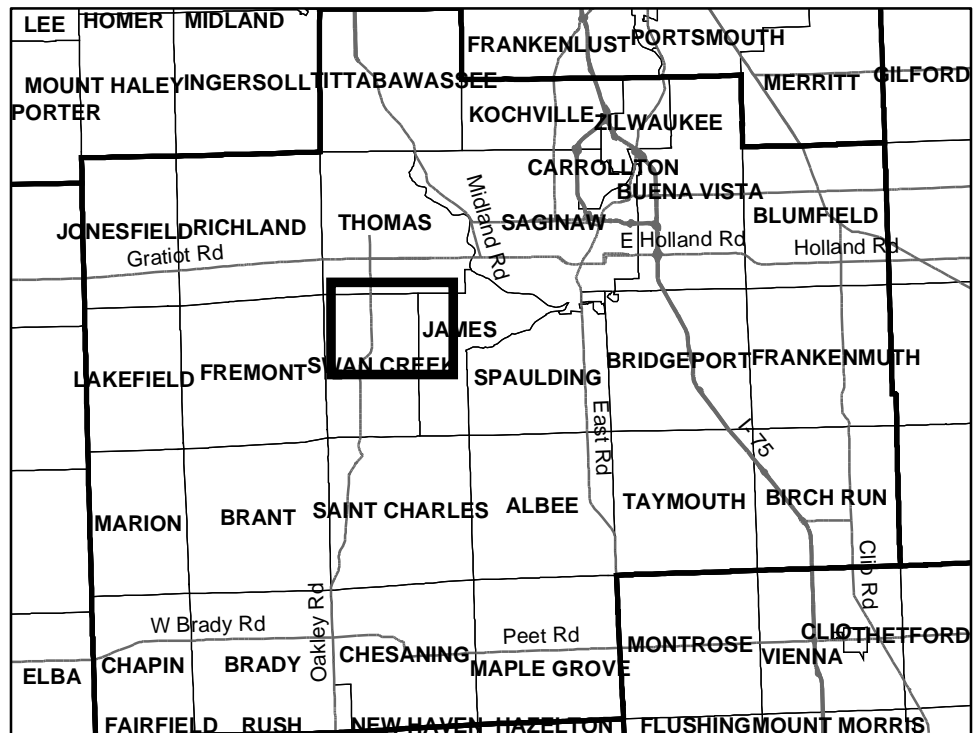 LEE
HOMER
MIDLAND
FRANKENLUST
PORTSMOUTH
MOUNT HALEY
INGERSOLL
TITTABAWASSEE
MERRITT
GILFORD
PORTER
KOCHVILLE
ZILWAUKEE
CARROLLTON
BUENA VISTA
JONESFIELD
RICHLAND
THOMAS
Midland Rd
SAGINAW
BLUMFIELD
Gratiot Rd
E Holland Rd
Holland Rd
JAMES
LAKEFIELD
FREMONT
SWAN CREEK
SPAULDING
BRIDGEPORT
FRANKENMUTH
East Rd
I-75
MARION
BRANT
SAINT CHARLES
ALBEE
TAYMOUTH
BIRCH RUN
Clio Rd
Oakley Rd
W Brady Rd
Peet Rd
CLIO
THETFORD
ELBA
CHAPIN
BRADY
CHESANING
MAPLE GROVE
MONTROSE
VIENNA
FAIRFIELD
RUSH
NEW HAVEN
HAZELTON
FLUSHING
MOUNT MORRIS